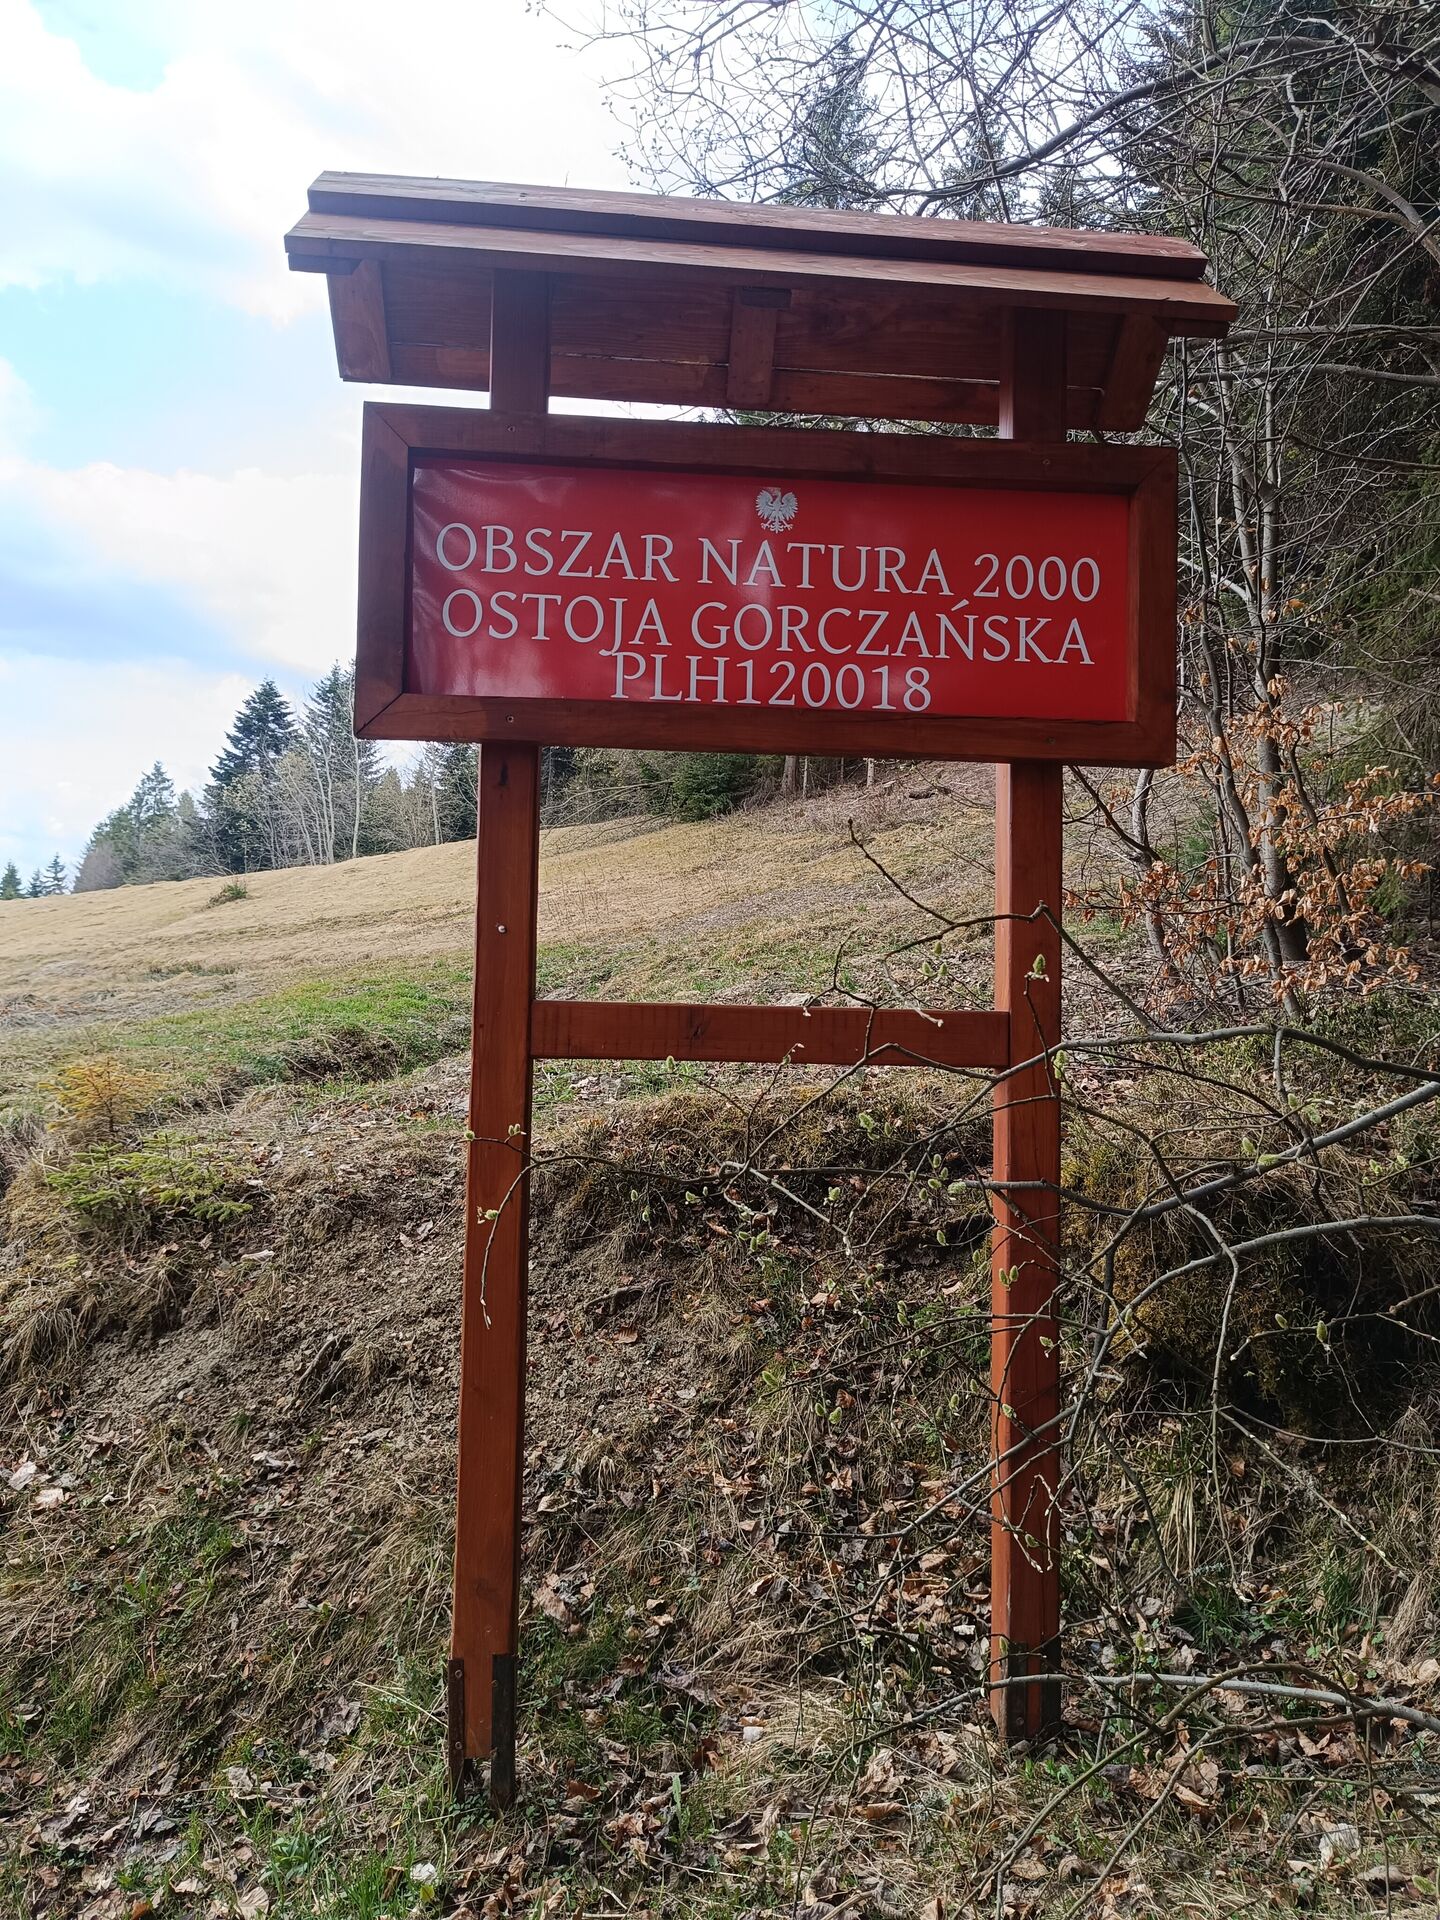 OBSZAR NATURA 2000
OSTOJA GORCZAŃSKA
PLH120018